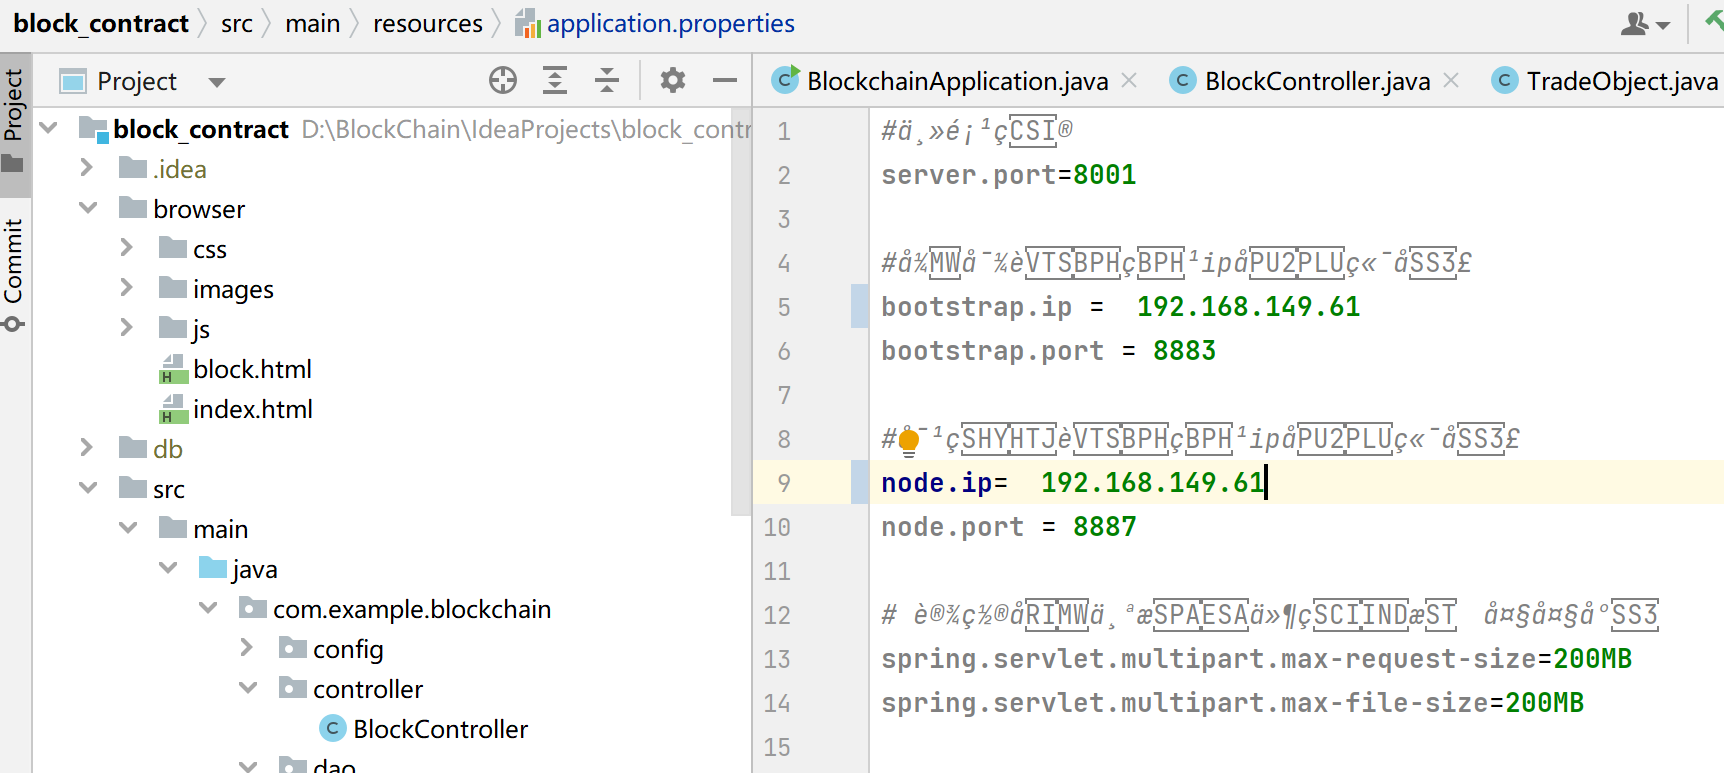 block_contract src main resources application.properties
Project
BlockchainApplication.java BlockController.java TradeObject.java
Project
Commit
block_contract D:\BlockChain\IdeaProjects\block_contr
.idea
browser
css
images
js
block.html
index.html
db
src
main
java
com.example.blockchain
config
controller
BlockController
dao
1 #ä¸»é¡¹çCSI®
2 server.port=8001
3
4 #å¼MWå¯¼èVTSBPHçBPH¹ipåPU2PLUç«¯åSS3£
5 bootstrap.ip = 192.168.149.61
6 bootstrap.port = 8883
7
8 #å¯¹çSHYHTJèVTSBPHçBPH¹ipåPU2PLUç«¯åSS3£
9 node.ip= 192.168.149.61
10 node.port = 8887
11
12 # è®¾ç½®åRIMWä¸ªæSPAESAä»¶çSCIINDæST å¤§å¤§å°SS3
13 spring.servlet.multipart.max-request-size=200MB
14 spring.servlet.multipart.max-file-size=200MB
15